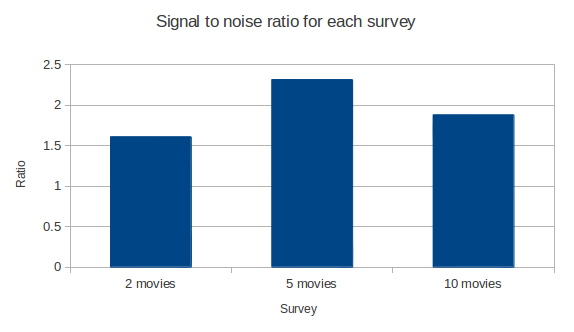 Signal to noise ratio for each survey
2.5
2
1.5
1
0.5
0
Ratio
2 movies
5 movies
10 movies
Survey